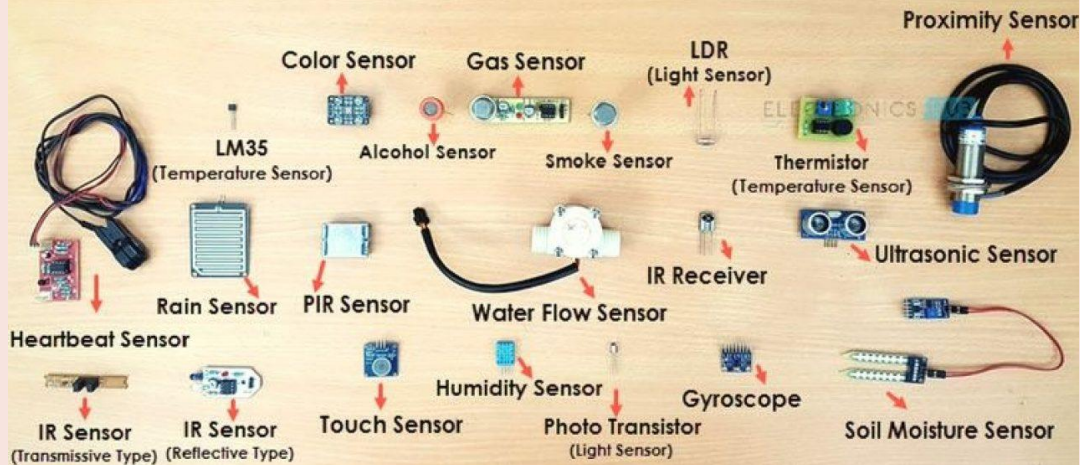 Proximity Sensor
Color Sensor
Gas Sensor
LDR
(Light Sensor)
ELECTRONICS HUB
LM35
(Temperature Sensor)
Alcohol Sensor
Smoke Sensor
Thermistor
(Temperature Sensor)
Heartbeat Sensor
Rain Sensor
PIR Sensor
Water Flow Sensor
IR Receiver
Ultrasonic Sensor
IR Sensor
(Transmissive Type)
IR Sensor
(Reflective Type)
Touch Sensor
Humidity Sensor
Photo Transistor
(Light Sensor)
Gyroscope
Soil Moisture Sensor